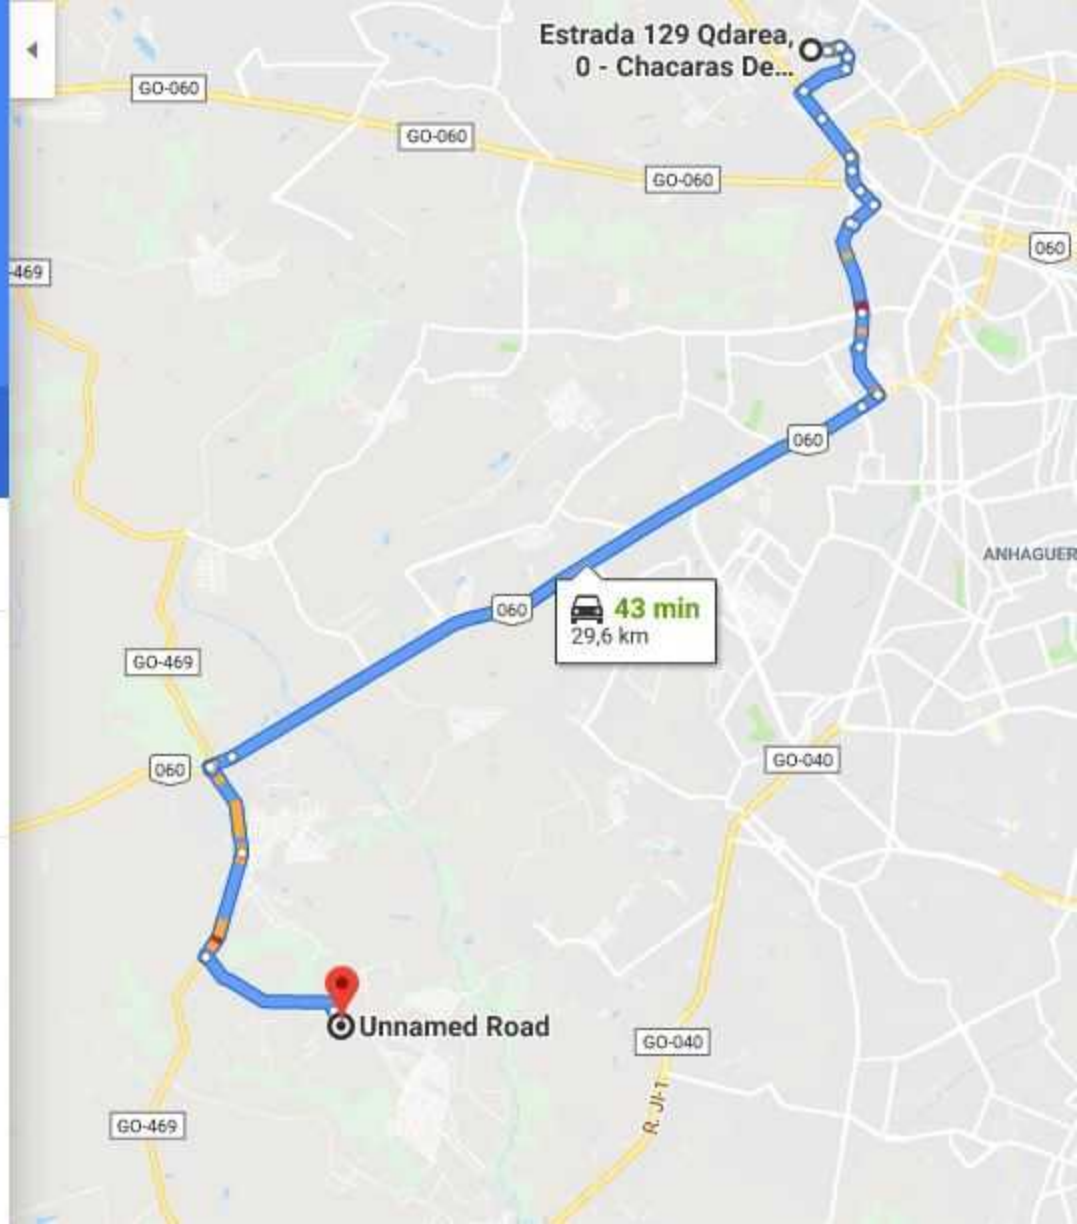 Estrada 129 Qdarea,
0 - Chacaras De...
GO-060
GO-060
GO-060
060
-469
060
ANHAGUER
060
43 min
29,6 km
GO-469
060
GO-040
Unnamed Road
GO-040
R. JI-1
GO-469